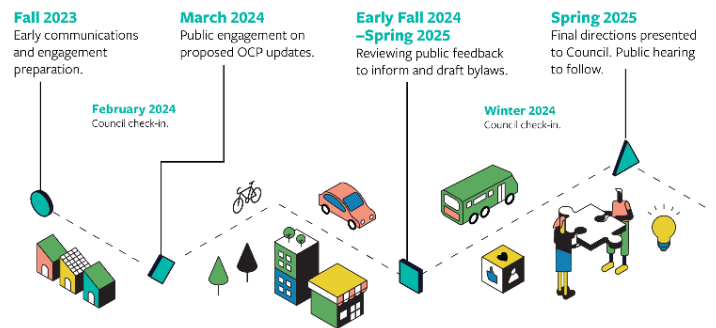 Fall 2023
Early communications
and engagement
preparation.
February 2024
Council check-in.
March 2024
Public engagement on
proposed OCP updates.
Early Fall 2024
–Spring 2025
Reviewing public feedback
to inform and draft bylaws.
Winter 2024
Council check-in.
Spring 2025
Final directions presented
to Council. Public hearing
to follow.